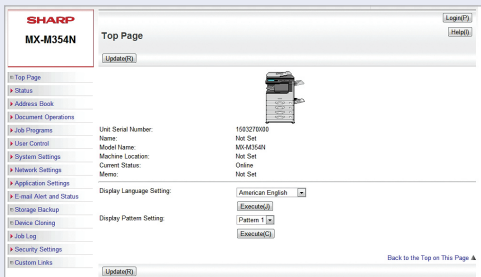 SHARP
MX-M354N
Top Page
Login(P)
Help(I)
Update(R)
Top Page
Status
Address Book
Document Operations
Job Programs
User Control
System Settings
Network Settings
Application Settings
E-mail Alert and Status
Storage Backup
Device Cloning
Job Log
Security Settings
Custom Links
Unit Serial Number: 1503270X00
Name: Not Set
Model Name: MX-M354N
Machine Location: Not Set
Current Status: Online
Memo: Not Set
Display Language Setting: American English
Execute(J)
Display Pattern Setting: Pattern 1
Execute(C)
Back to the Top on This Page
Update(R)